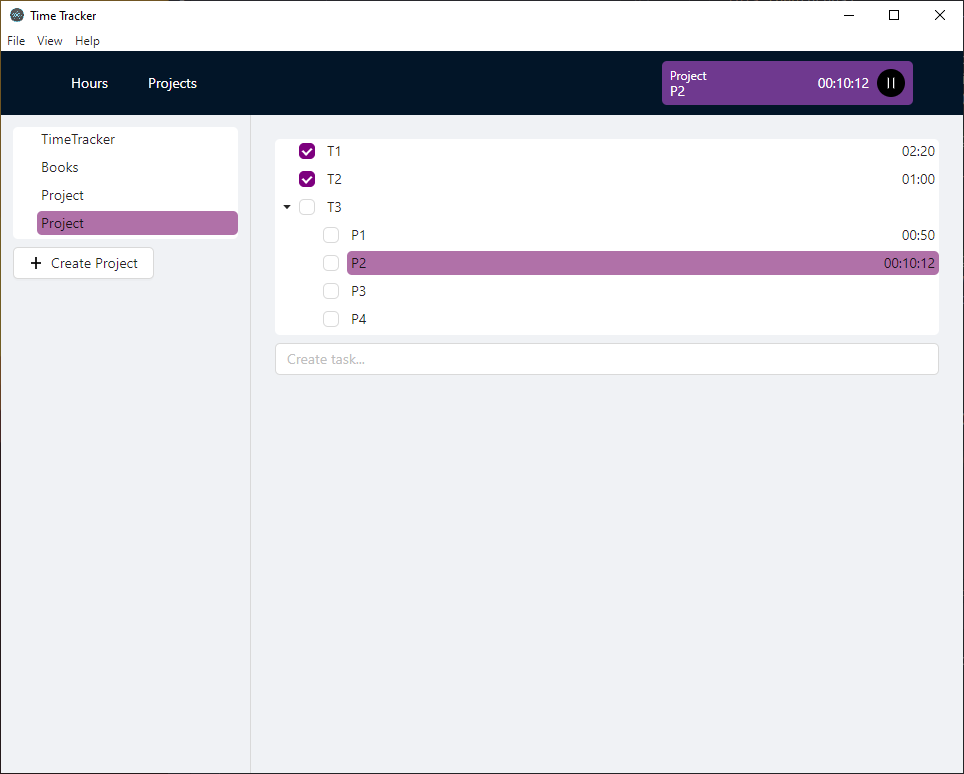 Time Tracker
File View Help
Hours Projects
Project
P2
00:10:12
TimeTracker
Books
Project
Project
Create Project
T1 02:20
T2 01:00
T3
P1 00:50
P2 00:10:12
P3
P4
Create task...